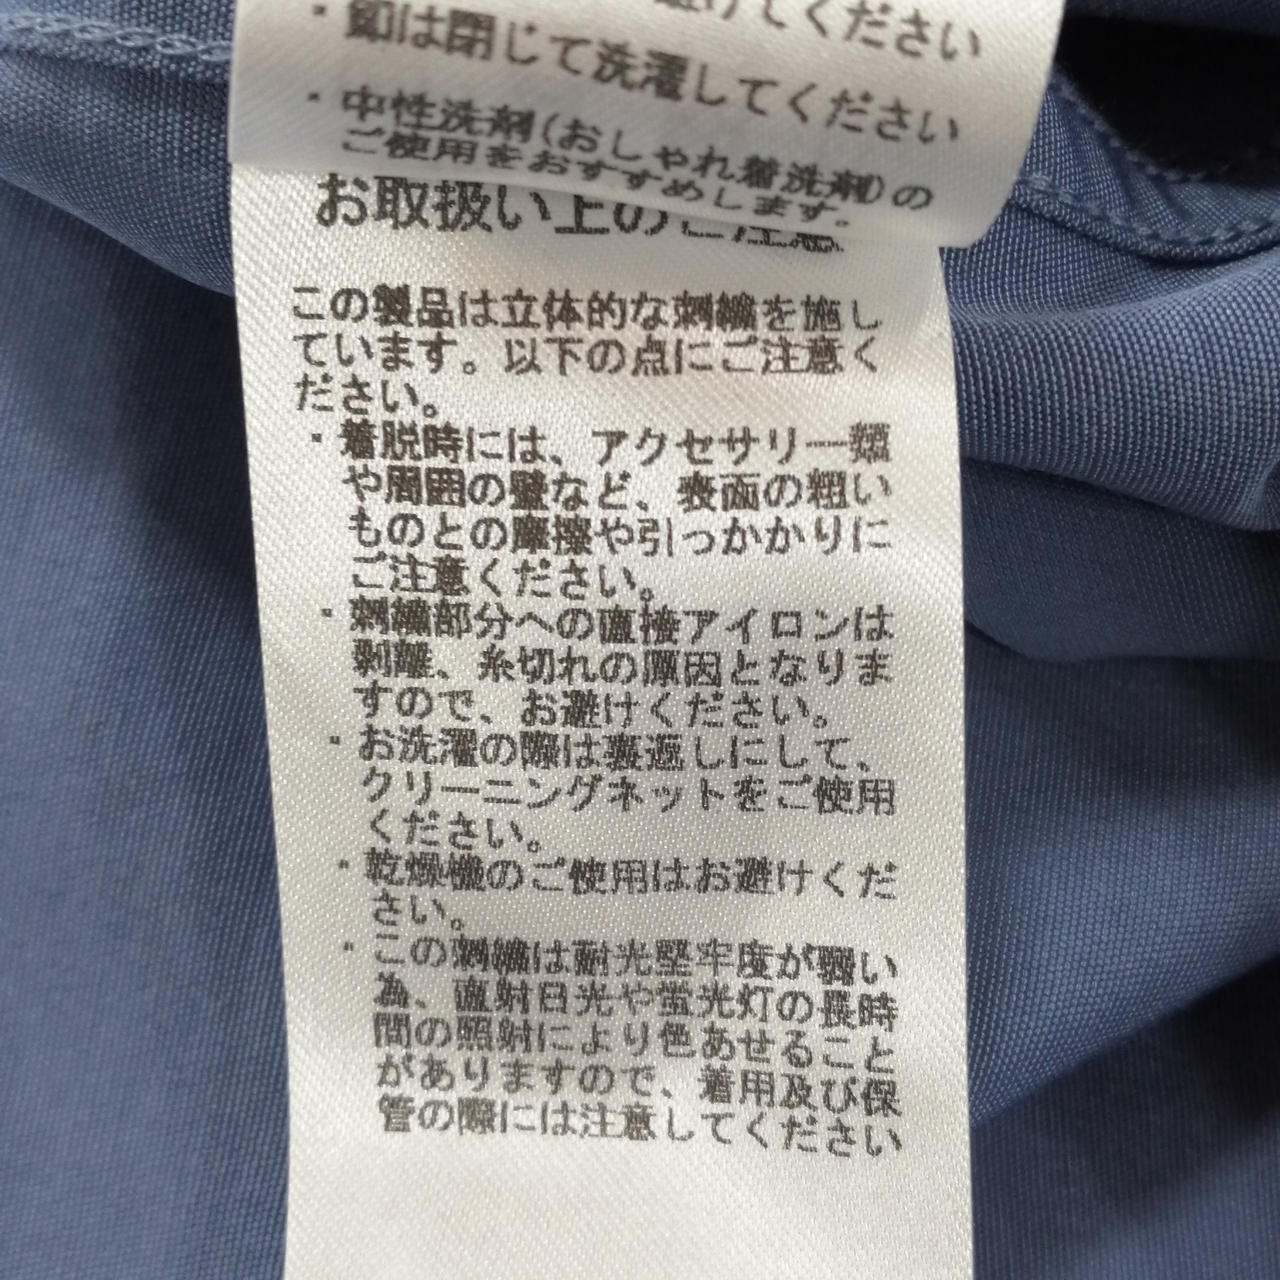 避けてください
・釦は閉じて洗濯してください
・中性洗剤(おしゃれ着洗剤)の
ご使用をおすすめします。
お取扱い上のご注意
この製品は立体的な刺繍を施し
ています。以下の点にご注意く
ださい。
・着脱時には、アクセサリー類
や周囲の壁など、表面の粗い
ものとの摩擦や引っかかりに
ご注意ください。
・刺繍部分への直接アイロンは
剥離、糸切れの原因となりま
すので、お避けください。
・お洗濯の際は裏返しにして、
クリーニングネットをご使用
ください。
・乾燥機のご使用はお避けくだ
さい。
・この刺繍は耐光堅牢度が弱い
為、直射日光や蛍光灯の長時
間の照射により色あせること
がありますので、着用及び保
管の際には注意してください